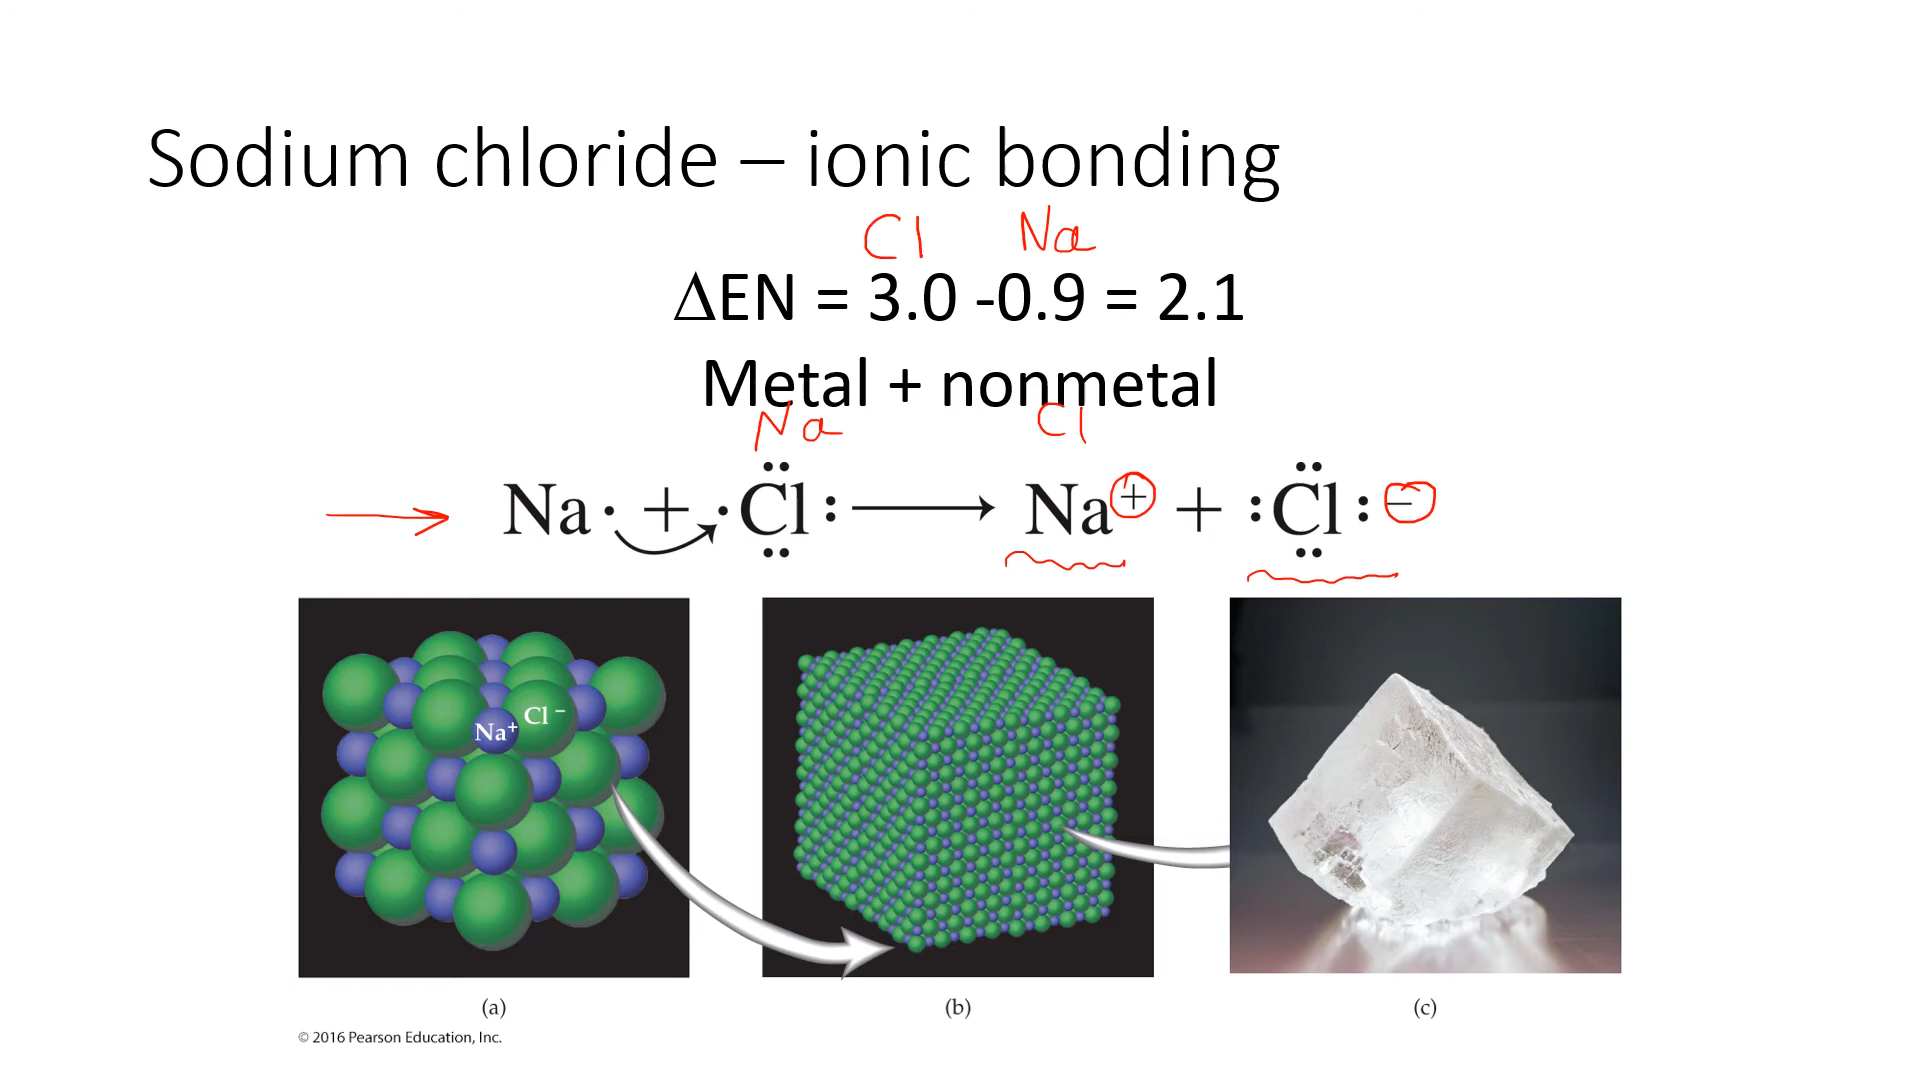 Sodium chloride – ionic bonding
Cl Na
ΔEN = 3.0 -0.9 = 2.1
Metal + nonmetal
Na Cl
Na· + ·Cl: ⟶ Na⁺ + :Cl:⁻
Na⁺ Cl⁻
(a) (b) (c)
© 2016 Pearson Education, Inc.